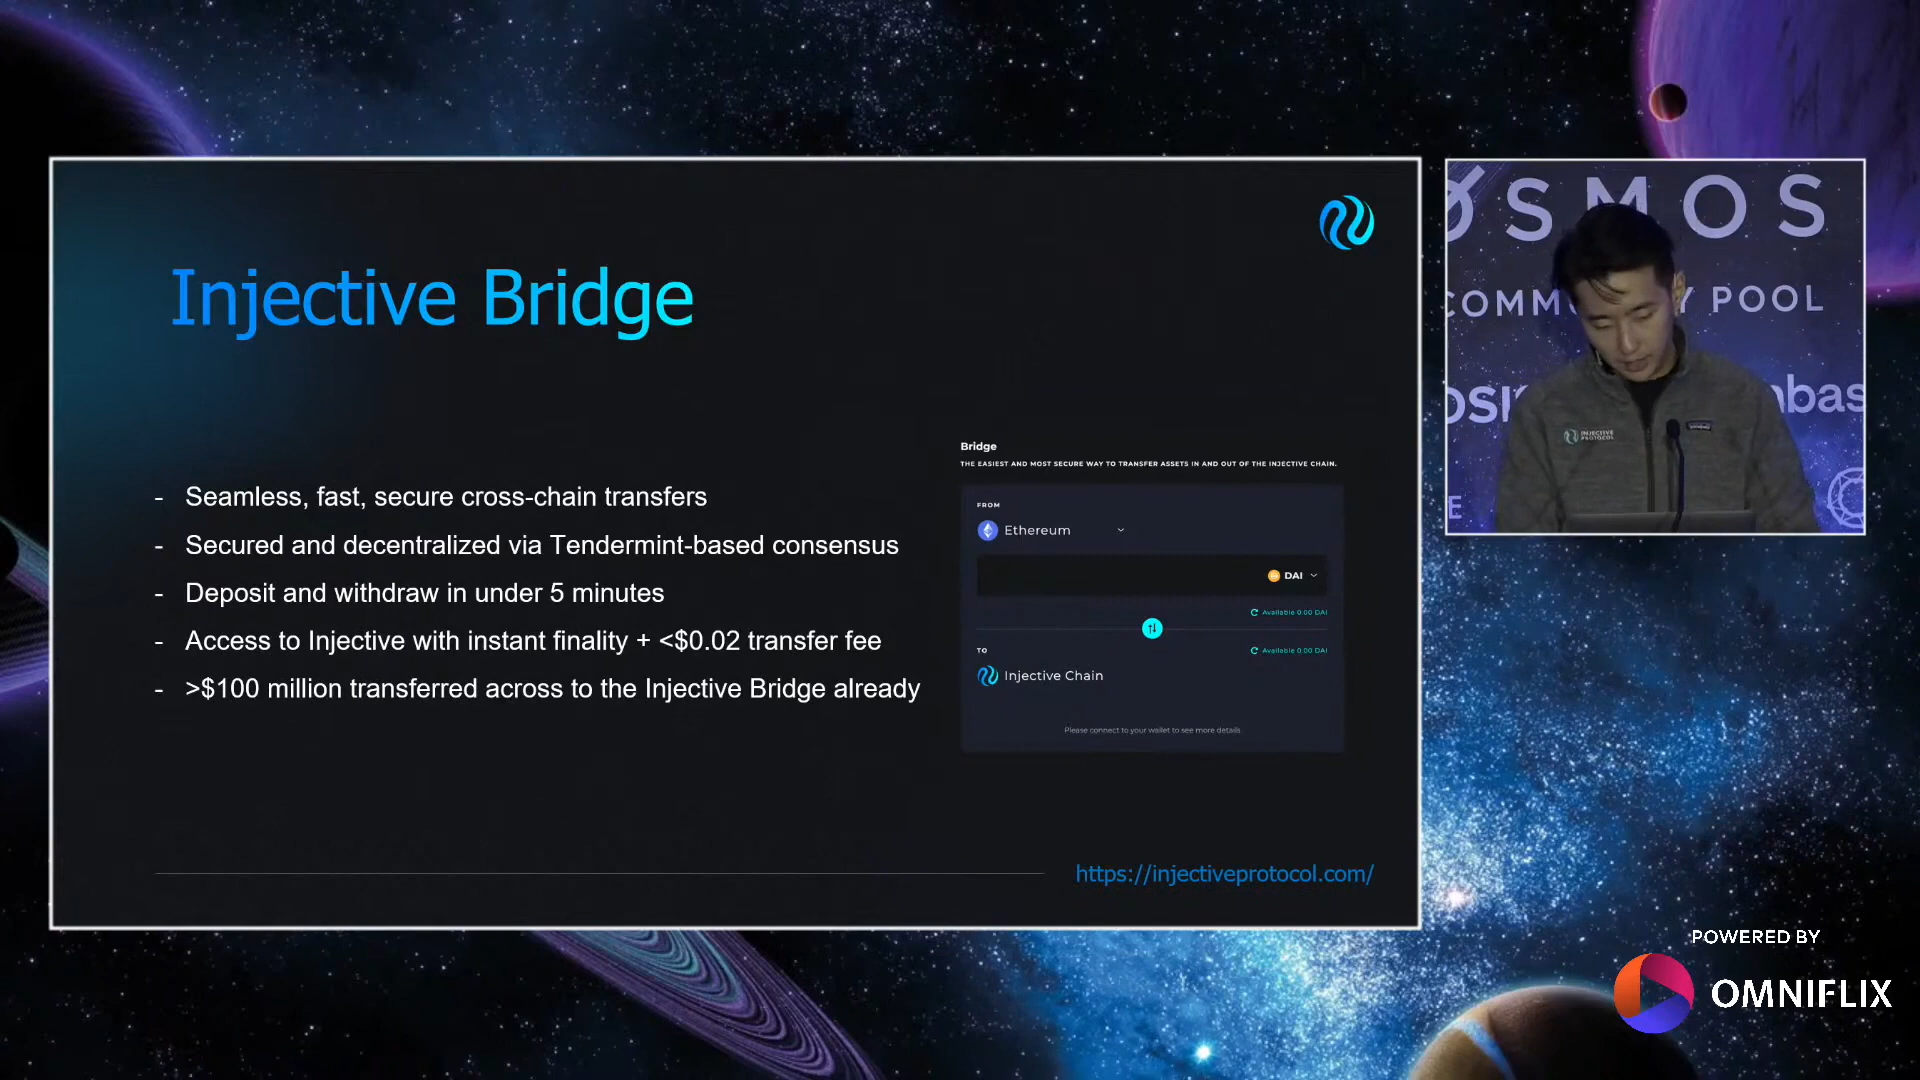 Injective Bridge
- Seamless, fast, secure cross-chain transfers
- Secured and decentralized via Tendermint-based consensus
- Deposit and withdraw in under 5 minutes
- Access to Injective with instant finality + <$0.02 transfer fee
- >$100 million transferred across to the Injective Bridge already
Bridge
THE EASIEST AND MOST SECURE WAY TO TRANSFER ASSETS IN AND OUT OF THE INJECTIVE CHAIN.
FROM
Ethereum
DAI
Available 0.00 DAI
TO
Available 0.00 DAI
Injective Chain
Please connect to your wallet to see more details
https://injectiveprotocol.com/
OSMOS
POOL
INJECTIVE
PROTOCOL
POWERED BY
OMNIFLIX